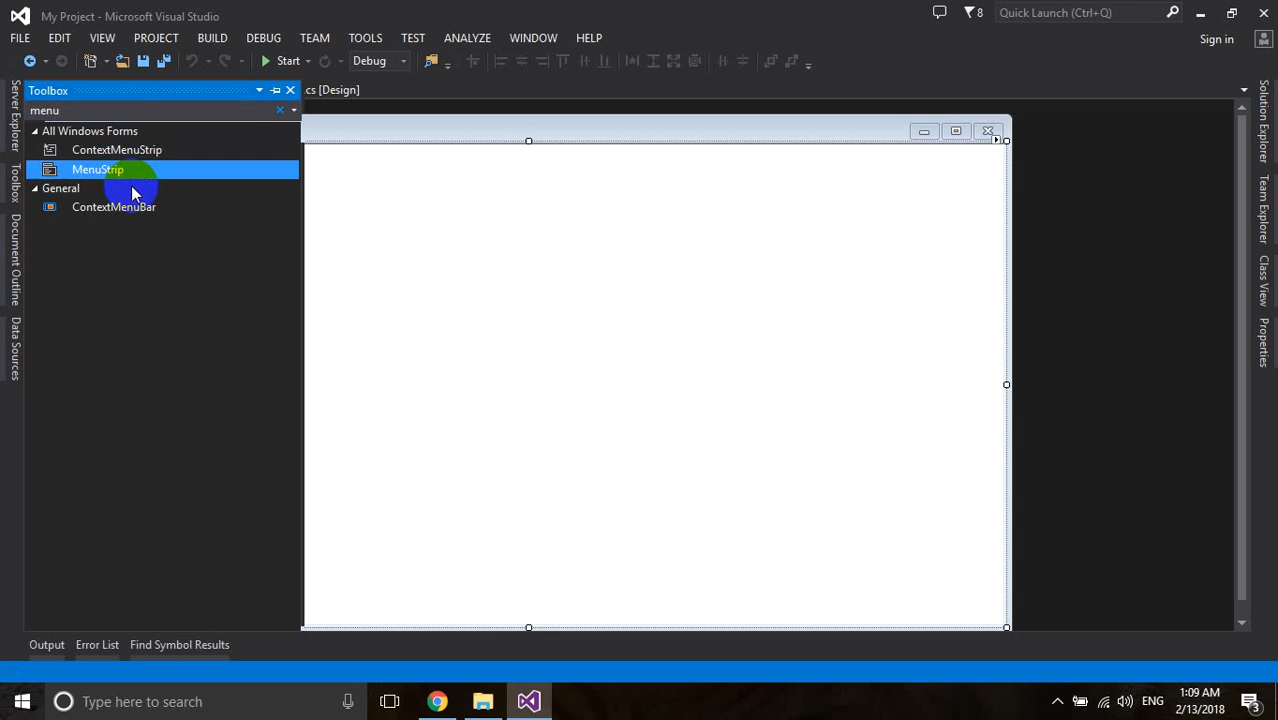 My Project - Microsoft Visual Studio
8
Quick Launch (Ctrl+Q)
FILE EDIT VIEW PROJECT BUILD DEBUG TEAM TOOLS TEST ANALYZE WINDOW HELP
Sign in
Start
Debug
Server Explorer
Toolbox
Document Outline
Data Sources
Toolbox
menu
All Windows Forms
ContextMenuStrip
MenuStrip
General
ContextMenuBar
cs [Design]
Solution Explorer
Team Explorer
Class View
Properties
Output Error List Find Symbol Results
Type here to search
ENG
1:09 AM
2/13/2018
3